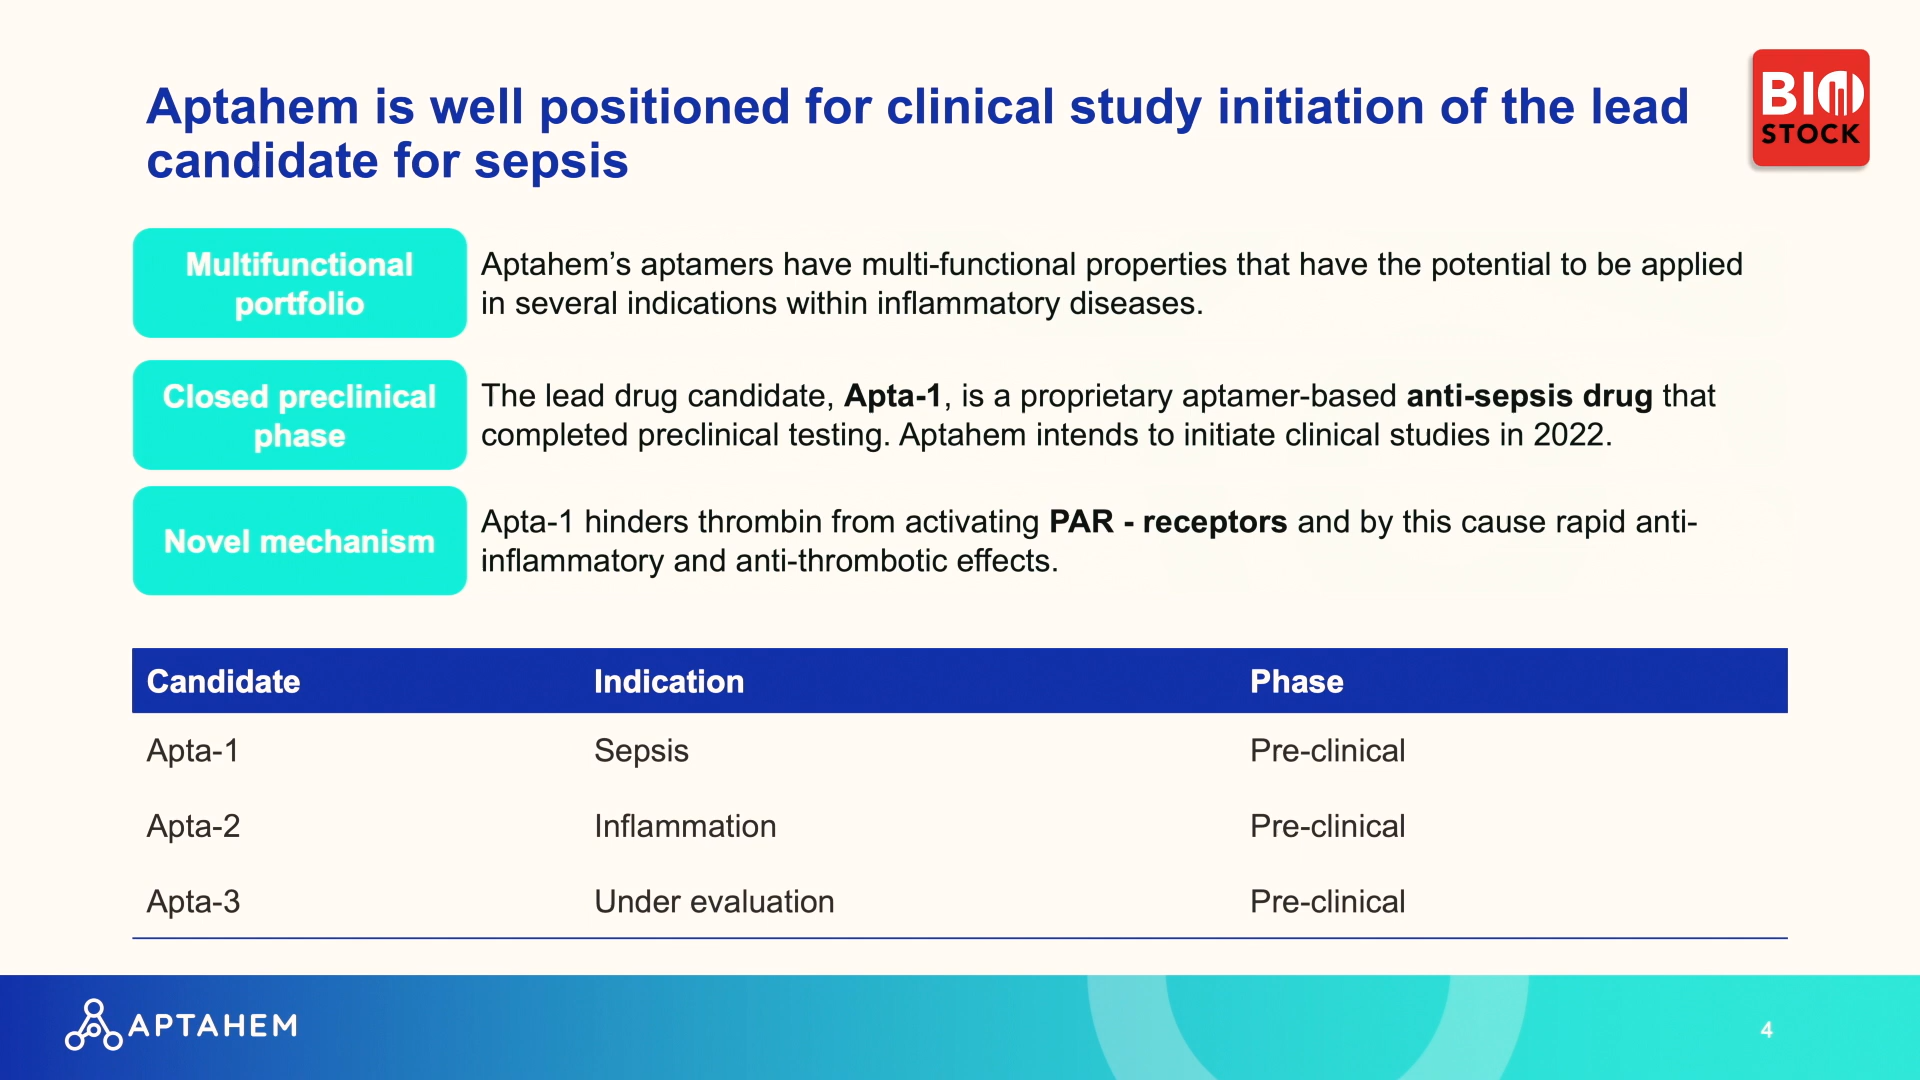 Aptahem is well positioned for clinical study initiation of the lead
candidate for sepsis
BIO
STOCK
Multifunctional
portfolio
Aptahem’s aptamers have multi-functional properties that have the potential to be applied
in several indications within inflammatory diseases.
Closed preclinical
phase
The lead drug candidate, Apta-1, is a proprietary aptamer-based anti-sepsis drug that
completed preclinical testing. Aptahem intends to initiate clinical studies in 2022.
Novel mechanism
Apta-1 hinders thrombin from activating PAR - receptors and by this cause rapid anti-
inflammatory and anti-thrombotic effects.
Candidate Indication Phase
Apta-1 Sepsis Pre-clinical
Apta-2 Inflammation Pre-clinical
Apta-3 Under evaluation Pre-clinical
APTAHEM
4